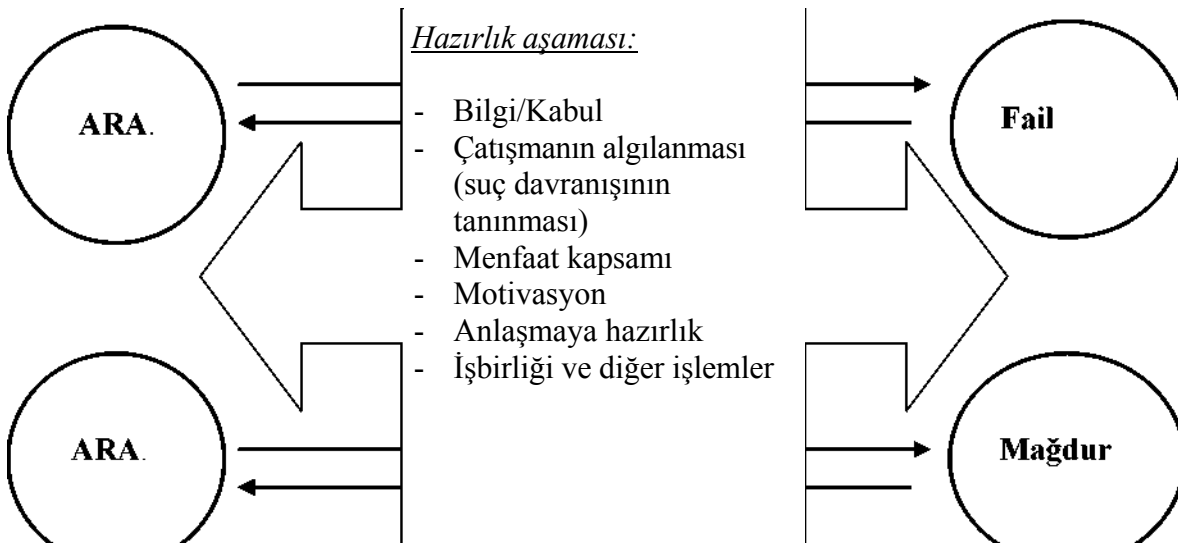 Hazırlık aşaması:
ARA.
- Bilgi/Kabul
- Çatışmanın algılanması
(suç davranışının
tanınması)
- Menfaat kapsamı
- Motivasyon
- Anlaşmaya hazırlık
- İşbirliği ve diğer işlemler
Fail
ARA.
Mağdur